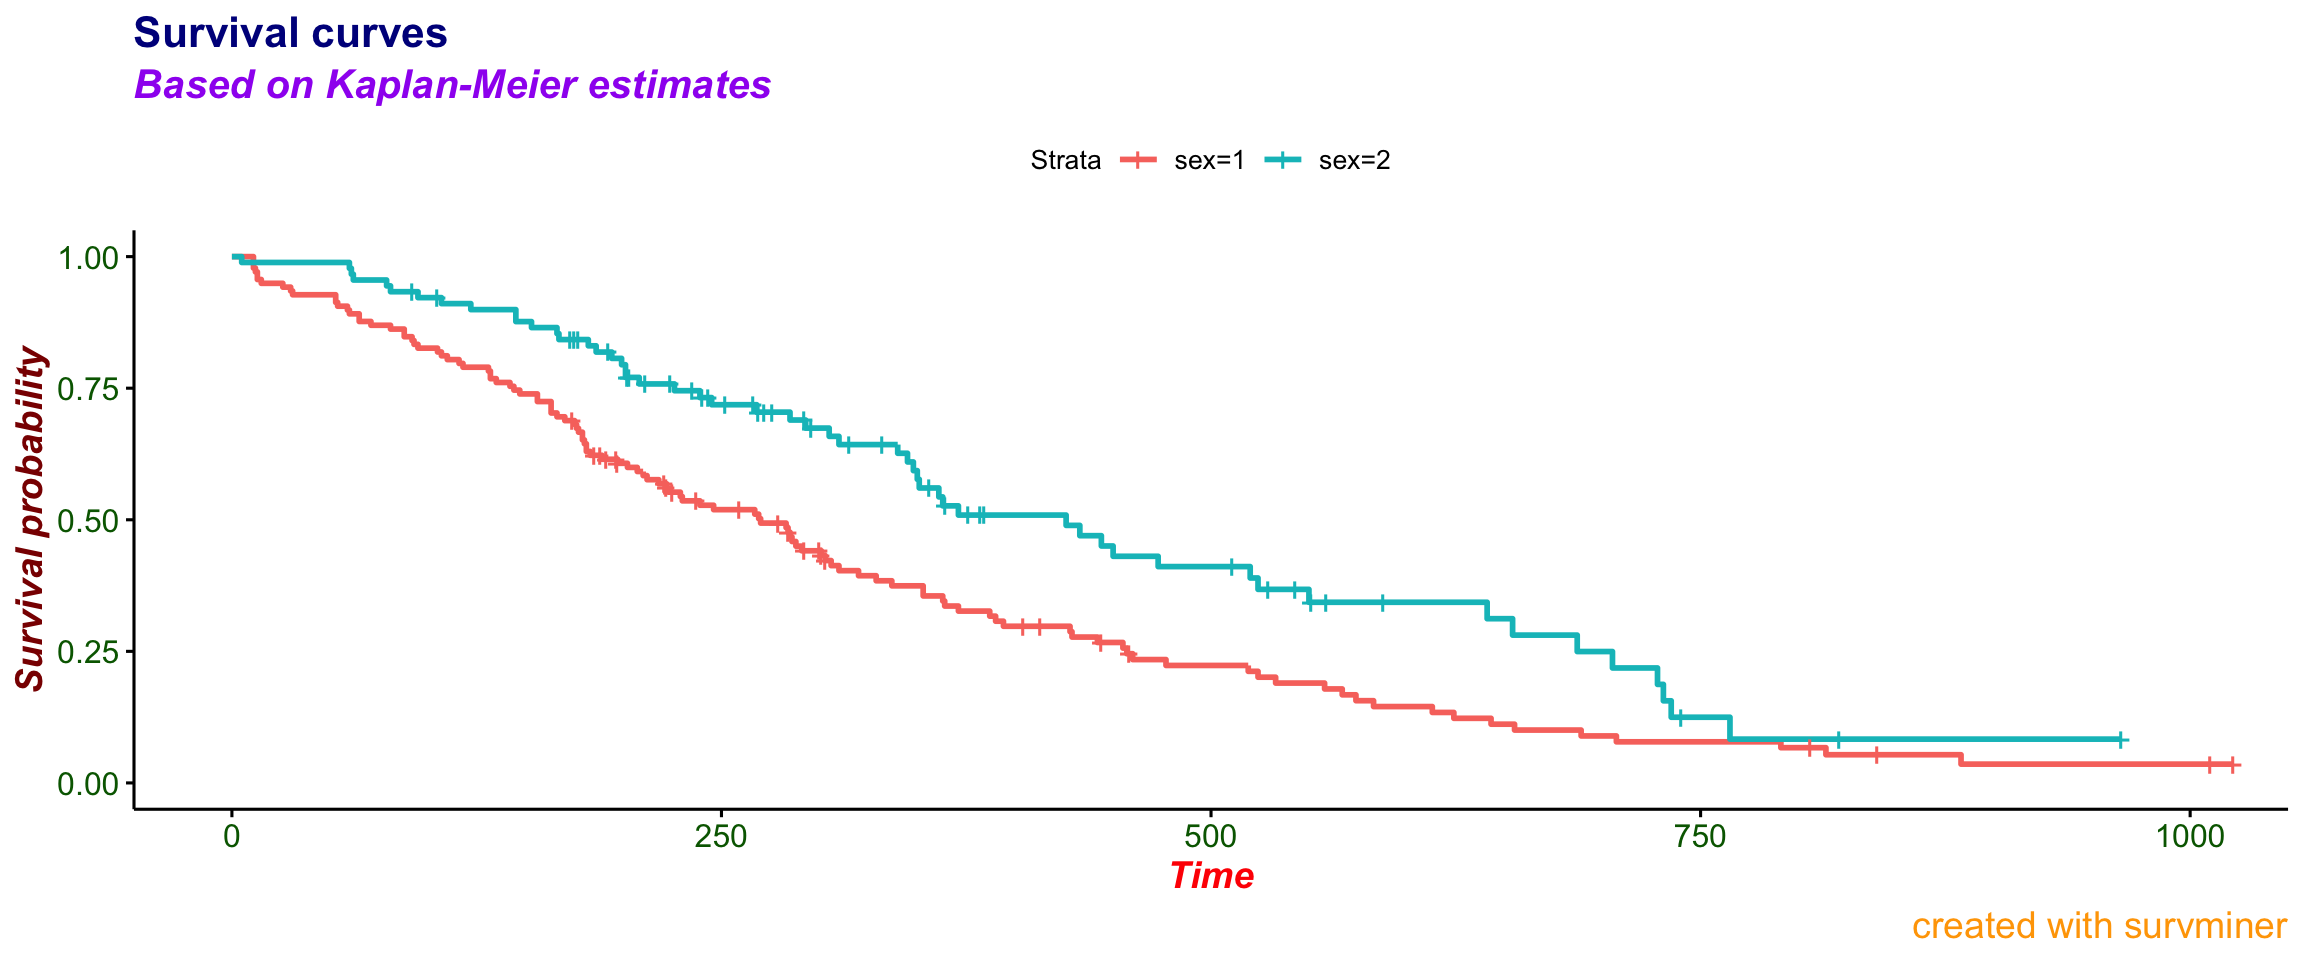 Survival curves
Based on Kaplan-Meier estimates
Strata sex=1 sex=2
Survival probability
1.00
0.75
0.50
0.25
0.00
0 250 500 750 1000
Time
created with survminer